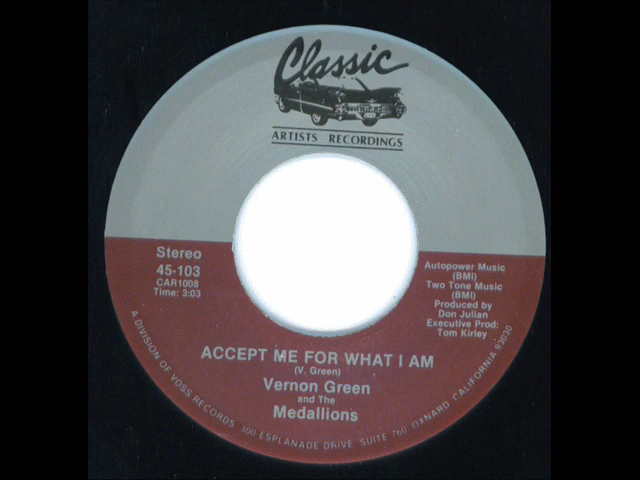 Classic
ARTISTS RECORDINGS
Stereo
45-103
CAR1008
Time: 3:03
Autopower Music
(BMI)
Two Tone Music
(BMI)
Produced by
Don Julian
Executive Prod:
Tom Kirley
ACCEPT ME FOR WHAT I AM
(V. Green)
Vernon Green
and The
Medallions
A DIVISION OF VOSS RECORDS 300 ESPLANADE DRIVE, SUITE 760 OXNARD, CALIFORNIA 93030